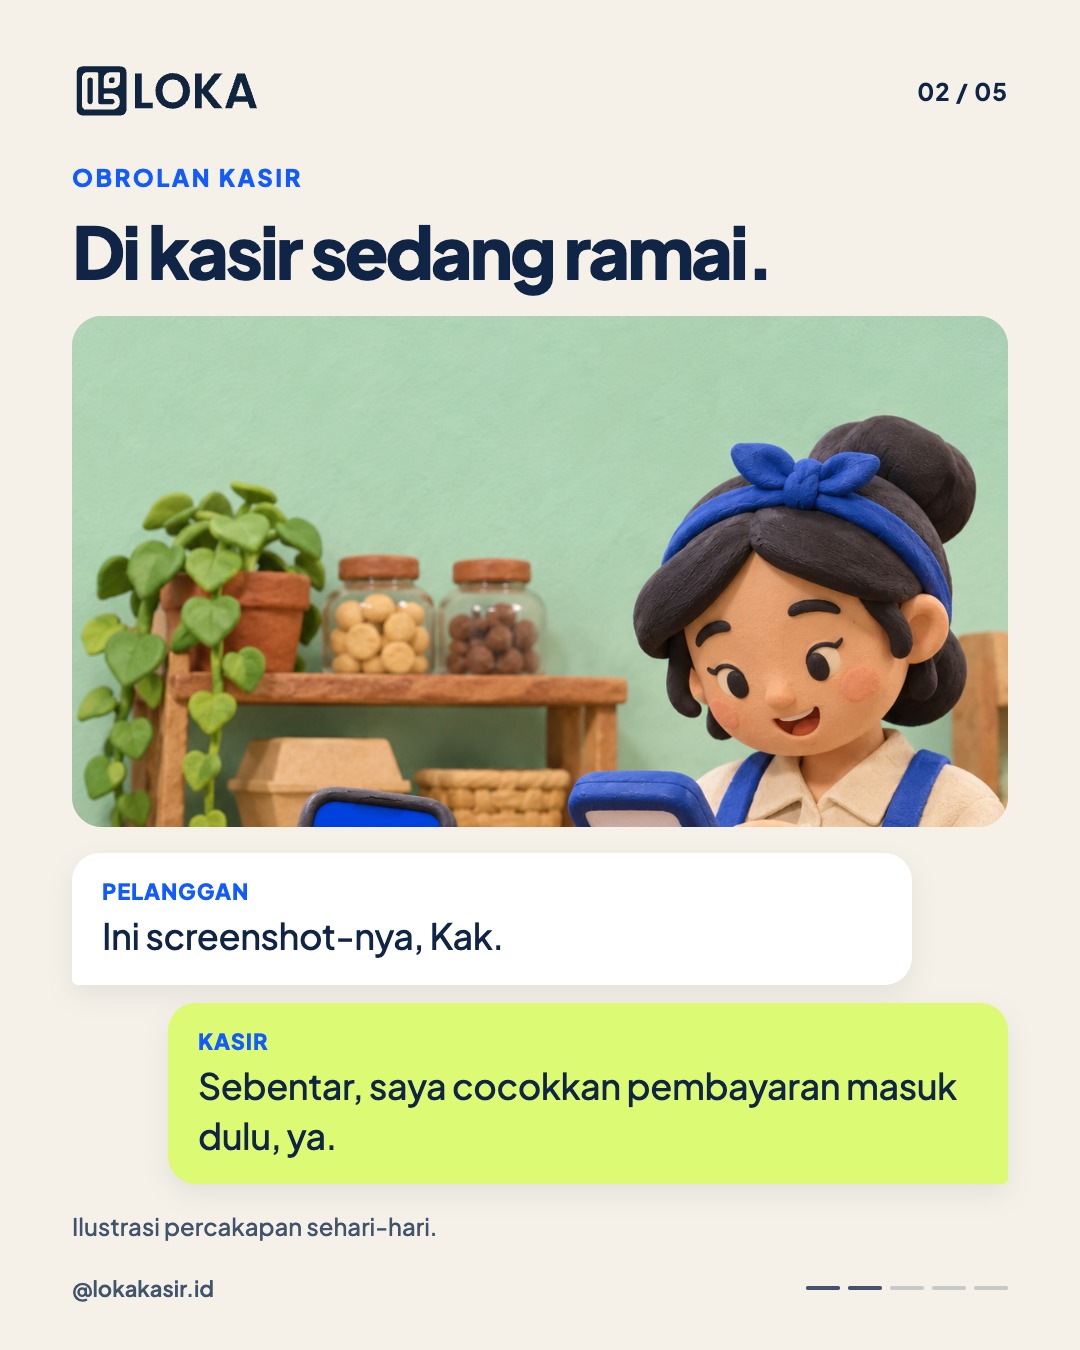 LOKA
02 / 05
OBROLAN KASIR
Di kasir sedang ramai.
PELANGGAN
Ini screenshot-nya, Kak.
KASIR
Sebentar, saya cocokkan pembayaran masuk
dulu, ya.
Ilustrasi percakapan sehari-hari.
@lokakasir.id